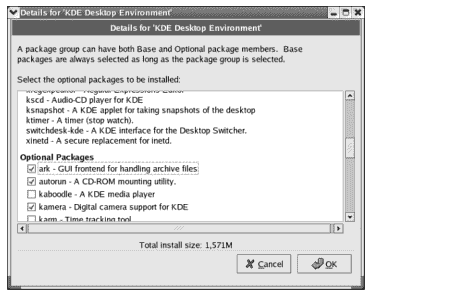 Details for 'KDE Desktop Environment'
Details for 'KDE Desktop Environment'
A package group can have both Base and Optional package members. Base
packages are always selected as long as the package group is selected.
Select the optional packages to be installed:
kregexpeditor - Regular Expressions Editor
kscd - Audio-CD player for KDE
ksnapshot - A KDE applet for taking snapshots of the desktop
ktimer - A timer (stop watch).
switchdesk-kde - A KDE interface for the Desktop Switcher.
xinetd - A secure replacement for inetd.
Optional Packages
ark - GUI frontend for handling archive files
autorun - A CD-ROM mounting utility.
kaboodle - A KDE media player
kamera - Digital camera support for KDE
karm - Time tracking tool
Total install size: 1,571M
Cancel
OK